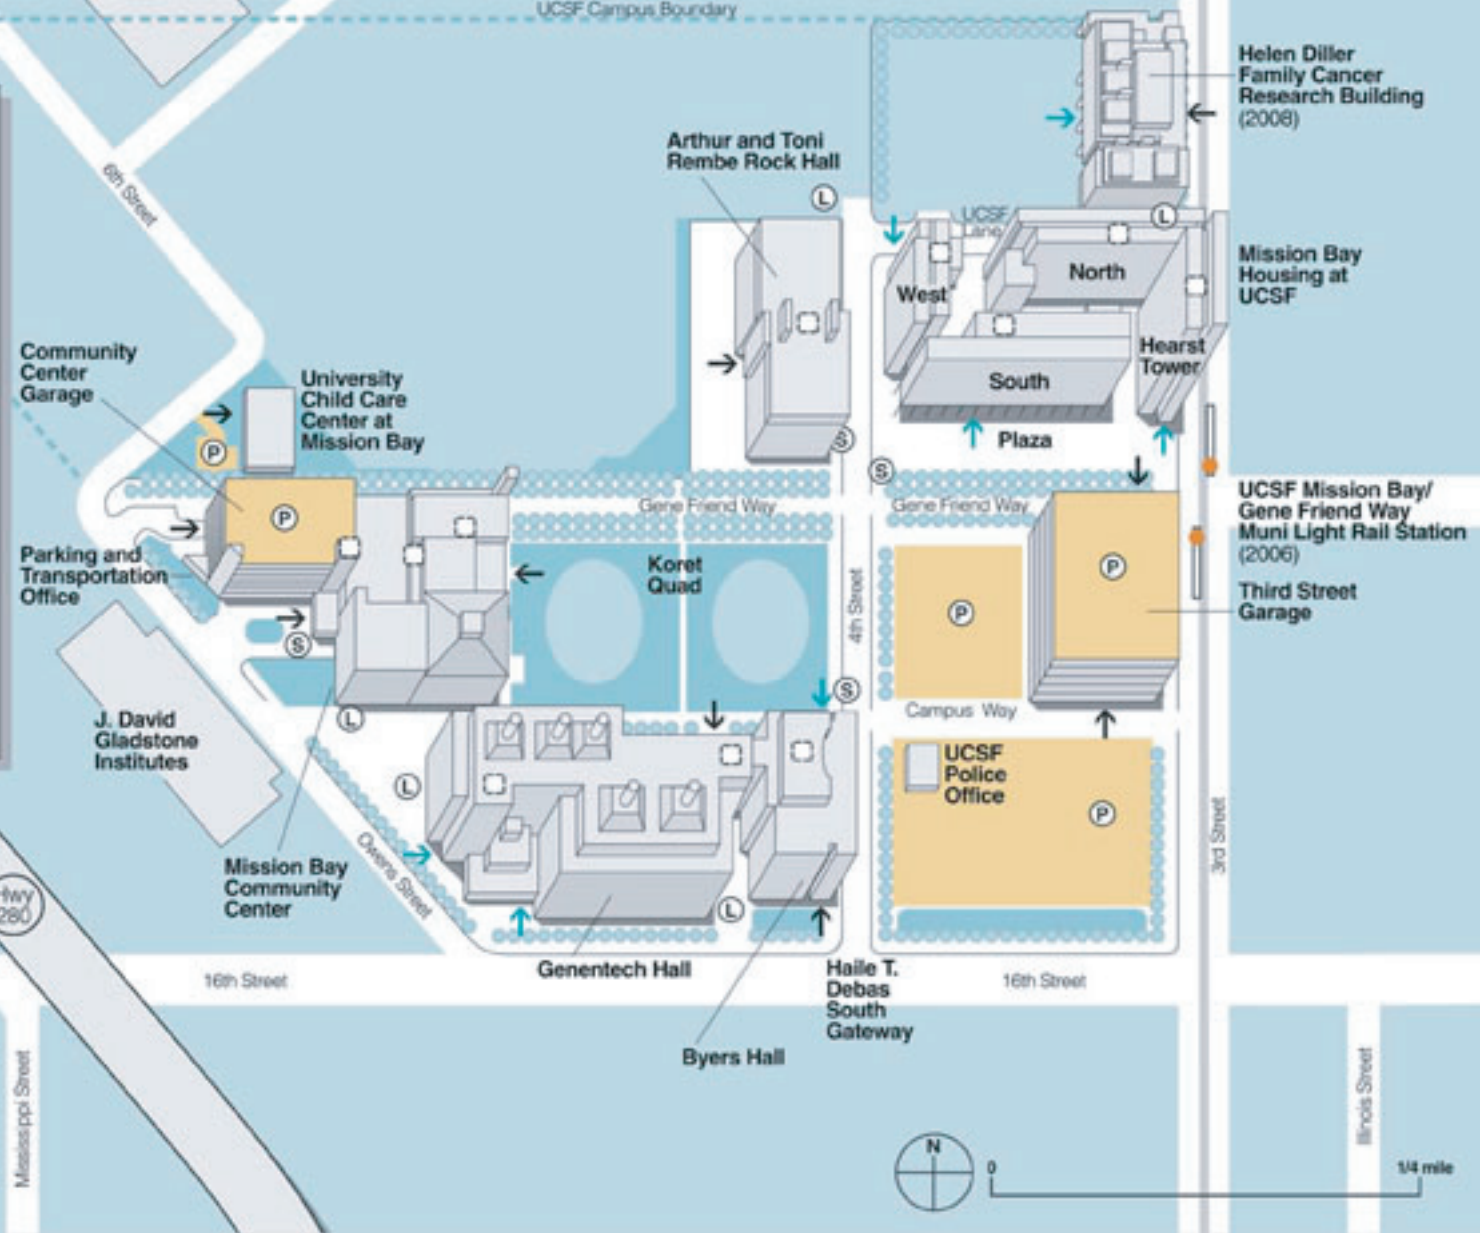 UCSF Campus Boundary
Helen Diller
Family Cancer
Research Building
(2008)
Arthur and Toni
Rembe Rock Hall
6th Street
L
UCSF
Lane
L
North
West
Mission Bay
Housing at
UCSF
Hearst
Tower
South
Plaza
Community
Center
Garage
University
Child Care
Center at
Mission Bay
P
S
S
Gene Friend Way
Gene Friend Way
UCSF Mission Bay/
Gene Friend Way
Muni Light Rail Station
(2006)
P
Parking and
Transportation
Office
Koret
Quad
4th Street
P
P
Third Street
Garage
S
S
L
Campus Way
J. David
Gladstone
Institutes
L
UCSF
Police
Office
P
3rd Street
Owens Street
Mission Bay
Community
Center
Hwy
280
L
16th Street
Genentech Hall
Haile T.
Debas
South
Gateway
16th Street
Byers Hall
Mississippi Street
Illinois Street
N
0
1/4 mile